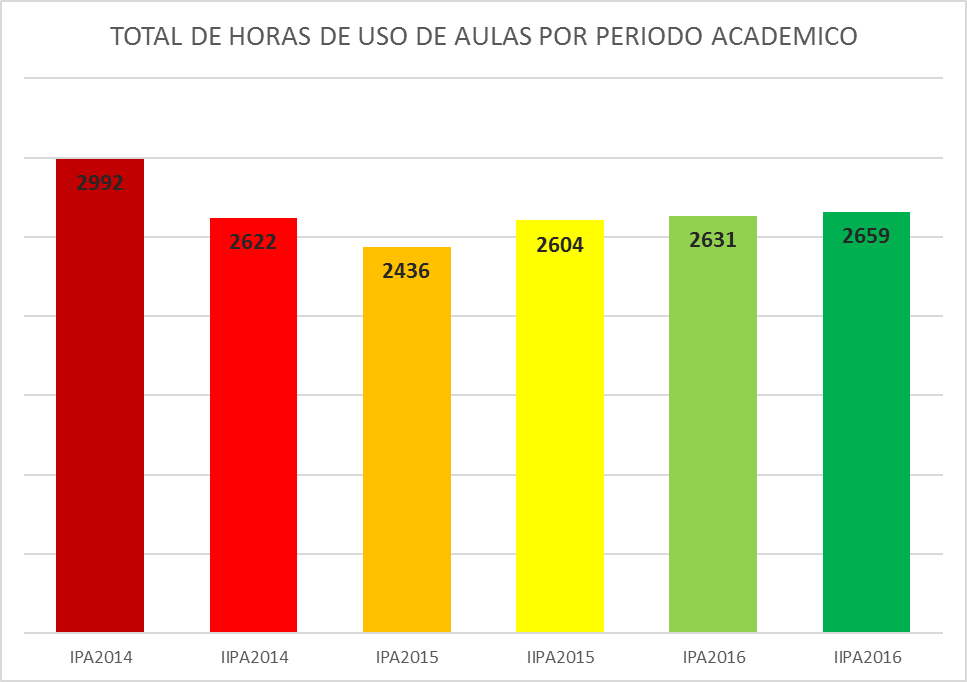 TOTAL DE HORAS DE USO DE AULAS POR PERIODO ACADEMICO
2992
2622
2436
2604
2631
2659
IPA2014
IIPA2014
IPA2015
IIPA2015
IPA2016
IIPA2016